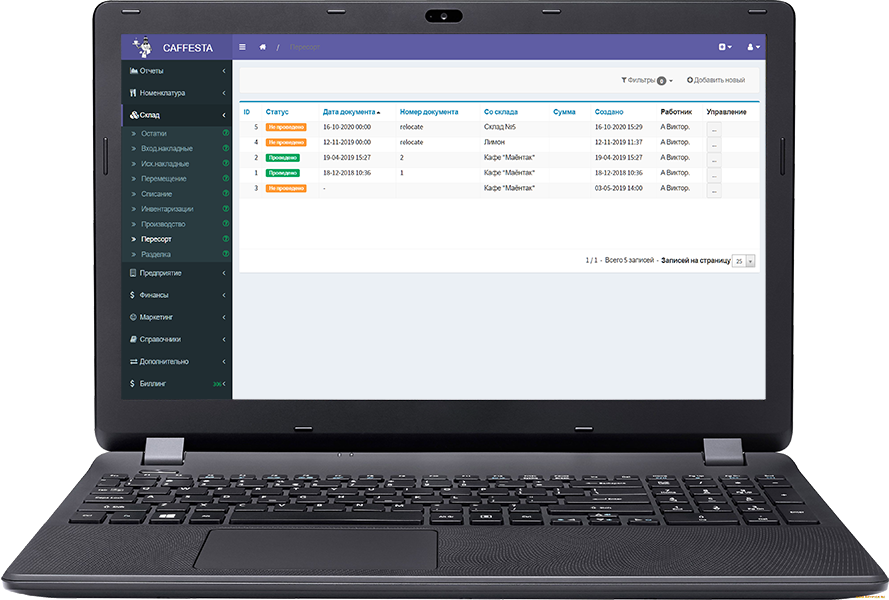 CAFFESTA
/ Пересорт
Отчеты
Номенклатура
Склад
Остатки
Вход.накладные
Исх.накладные
Перемещение
Списание
Инвентаризации
Производство
Пересорт
Разделка
Предприятие
$ Финансы
Маркетинг
Справочники
Дополнительно
$ Биллинг 306
Фильтры 0 Добавить новый
ID Статус Дата документа Номер документа Со склада Сумма Создано Работник Управление
5 Не проведено 16-10-2020 00:00 relocate Склад №5 16-10-2020 15:29 А Виктор. ...
4 Не проведено 12-11-2019 00:00 relocate Лимон 12-11-2019 11:37 А Виктор. ...
2 Проведено 19-04-2019 15:27 2 Кафе "Маёнтак" 19-04-2019 15:27 А Виктор. ...
1 Проведено 18-12-2018 10:36 1 Кафе "Маёнтак" 18-12-2018 10:36 А Виктор. ...
3 Не проведено - Кафе "Маёнтак" 03-05-2019 14:00 А Виктор. ...
1 / 1 - Всего 5 записей - Записей на страницу 25